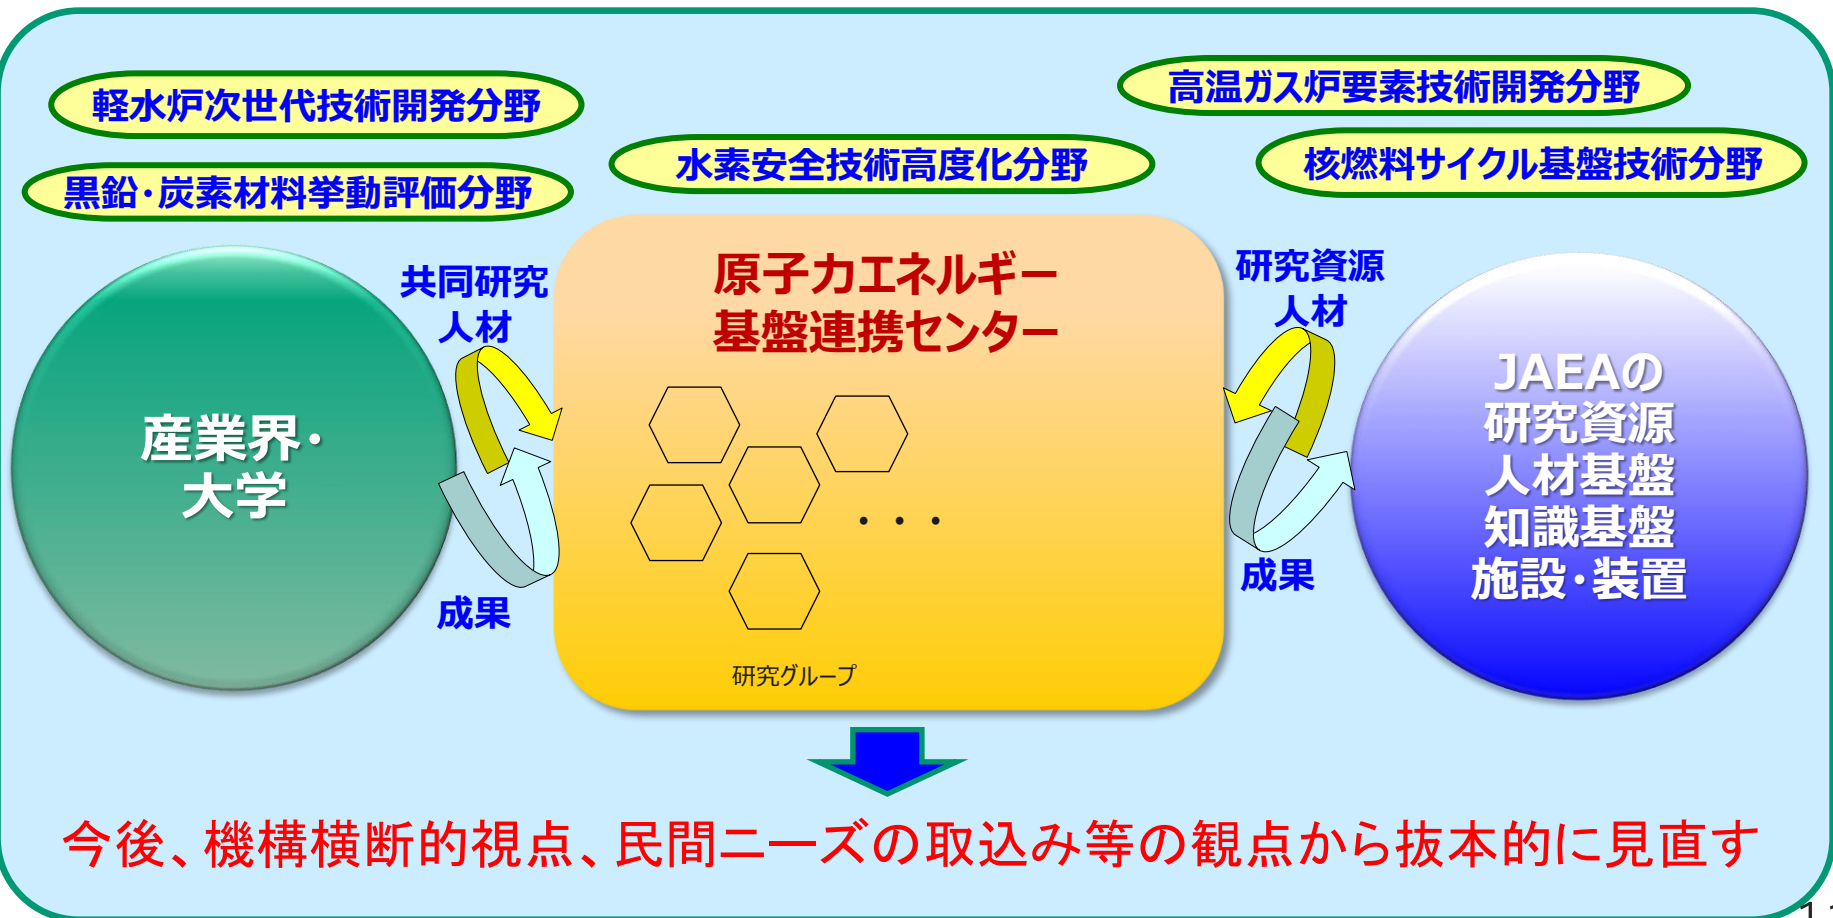 軽水炉次世代技術開発分野
高温ガス炉要素技術開発分野
水素安全技術高度化分野
核燃料サイクル基盤技術分野
黒鉛・炭素材料挙動評価分野
共同研究
人材
原子力エネルギー
基盤連携センター
研究資源
人材
産業界・
大学
JAEAの
研究資源
人材基盤
知識基盤
施設・装置
・・・
成果
成果
研究グループ
今後、機構横断的視点、民間ニーズの取込み等の観点から抜本的に見直す